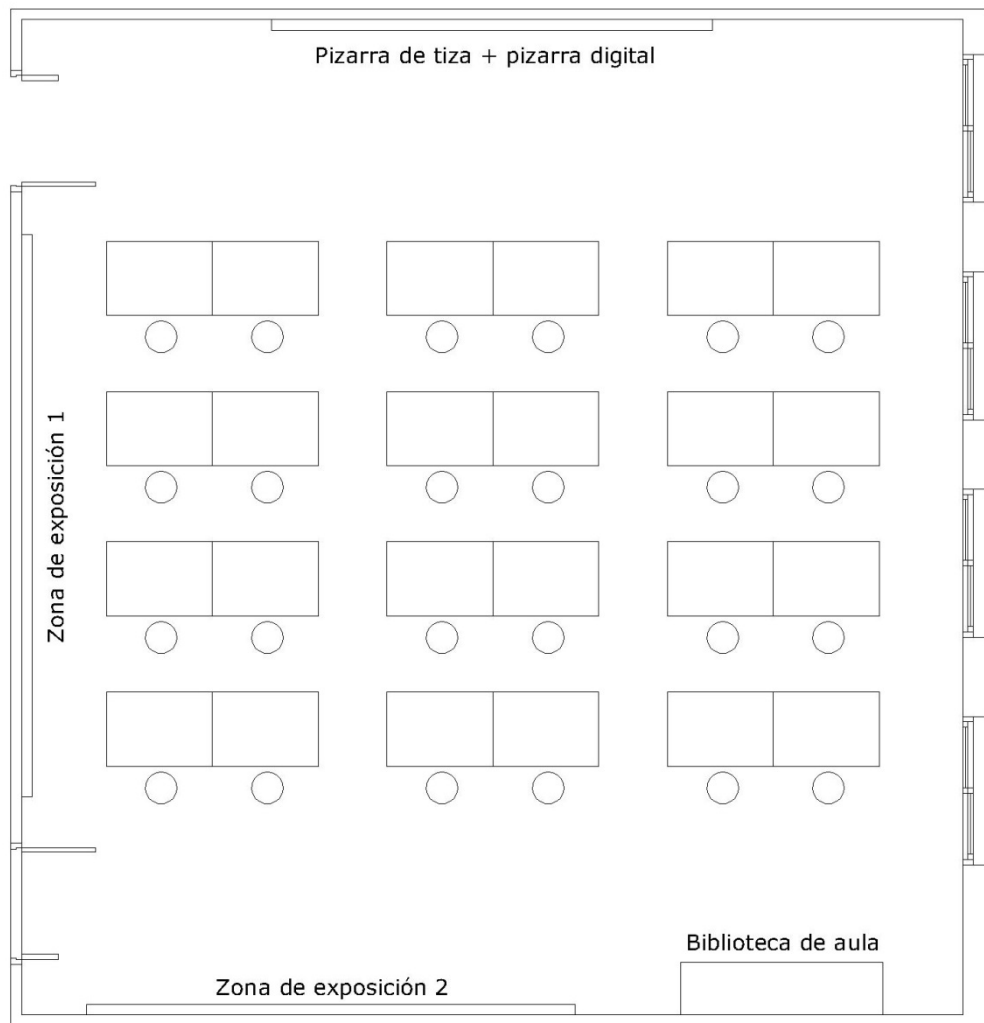 Pizarra de tiza + pizarra digital
Zona de exposición 1
Biblioteca de aula
Zona de exposición 2